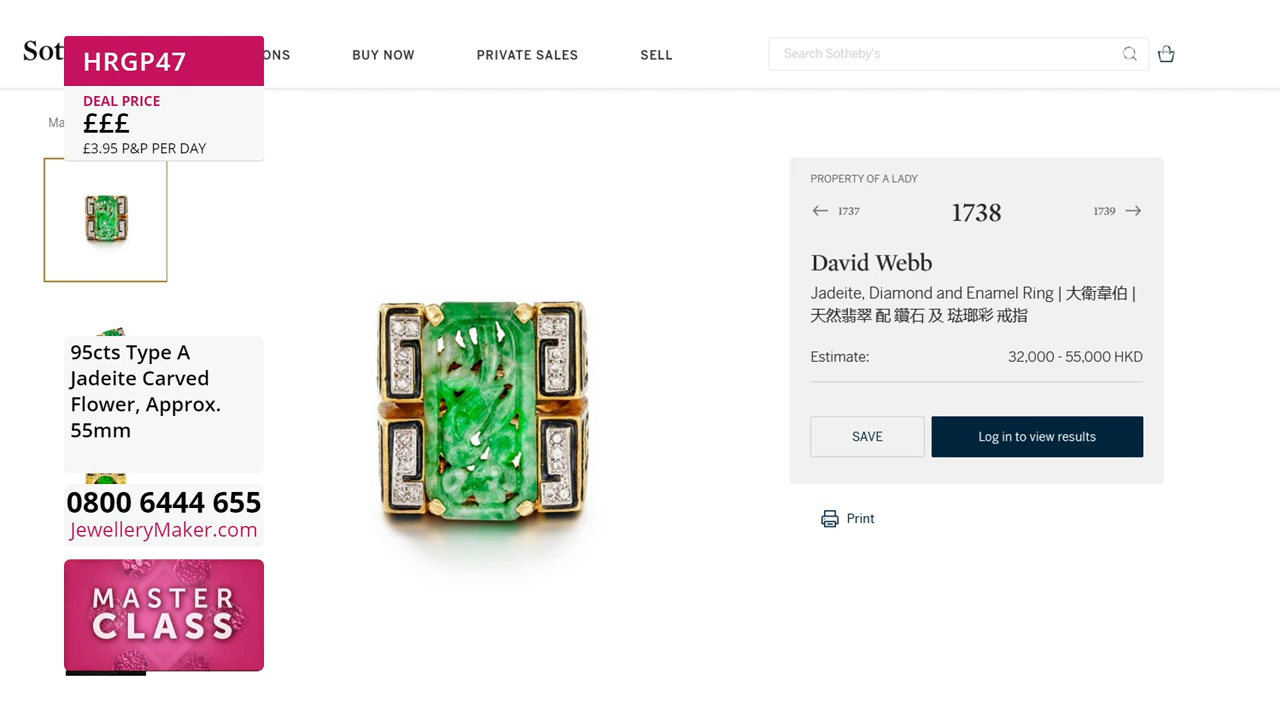 Sot
ONS
BUY NOW
PRIVATE SALES
SELL
Search Sotheby's
HRGP47
DEAL PRICE
£££
£3.95 P&P PER DAY
Ma
95cts Type A
Jadeite Carved
Flower, Approx.
55mm
0800 6444 655
JewelleryMaker.com
MASTER
CLASS
PROPERTY OF A LADY
1737
1738
1739
David Webb
Jadeite, Diamond and Enamel Ring | 大衛韋伯 |
天然翡翠 配 鑽石 及 琺瑯彩 戒指
Estimate: 32,000 - 55,000 HKD
SAVE
Log in to view results
Print